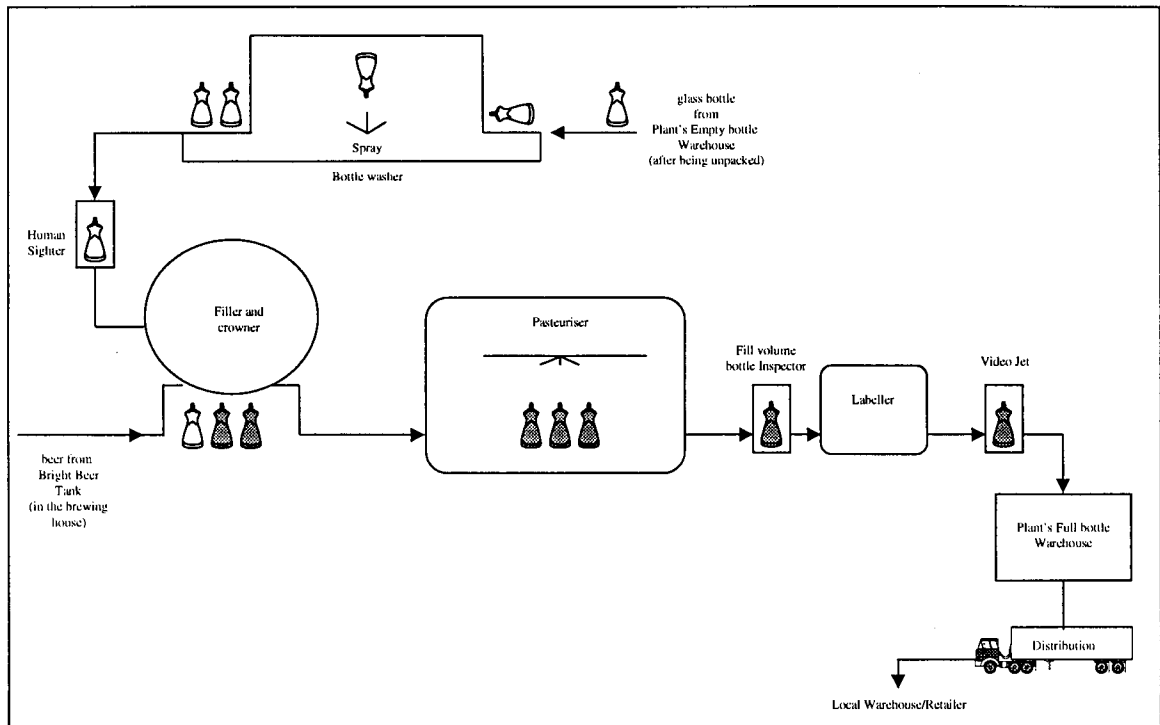 glass bottle
from
Plant's Empty bottle
Warehouse
(after being unpacked)
Spray
Bottle washer
Human
Sighter
Filler and
crowner
Pasteuriser
Fill volume
bottle Inspector
Labeller
Video Jet
beer from
Bright Beer
Tank
(in the brewing
house)
Plant's Full bottle
Warehouse
Distribution
Local Warehouse/Retailer